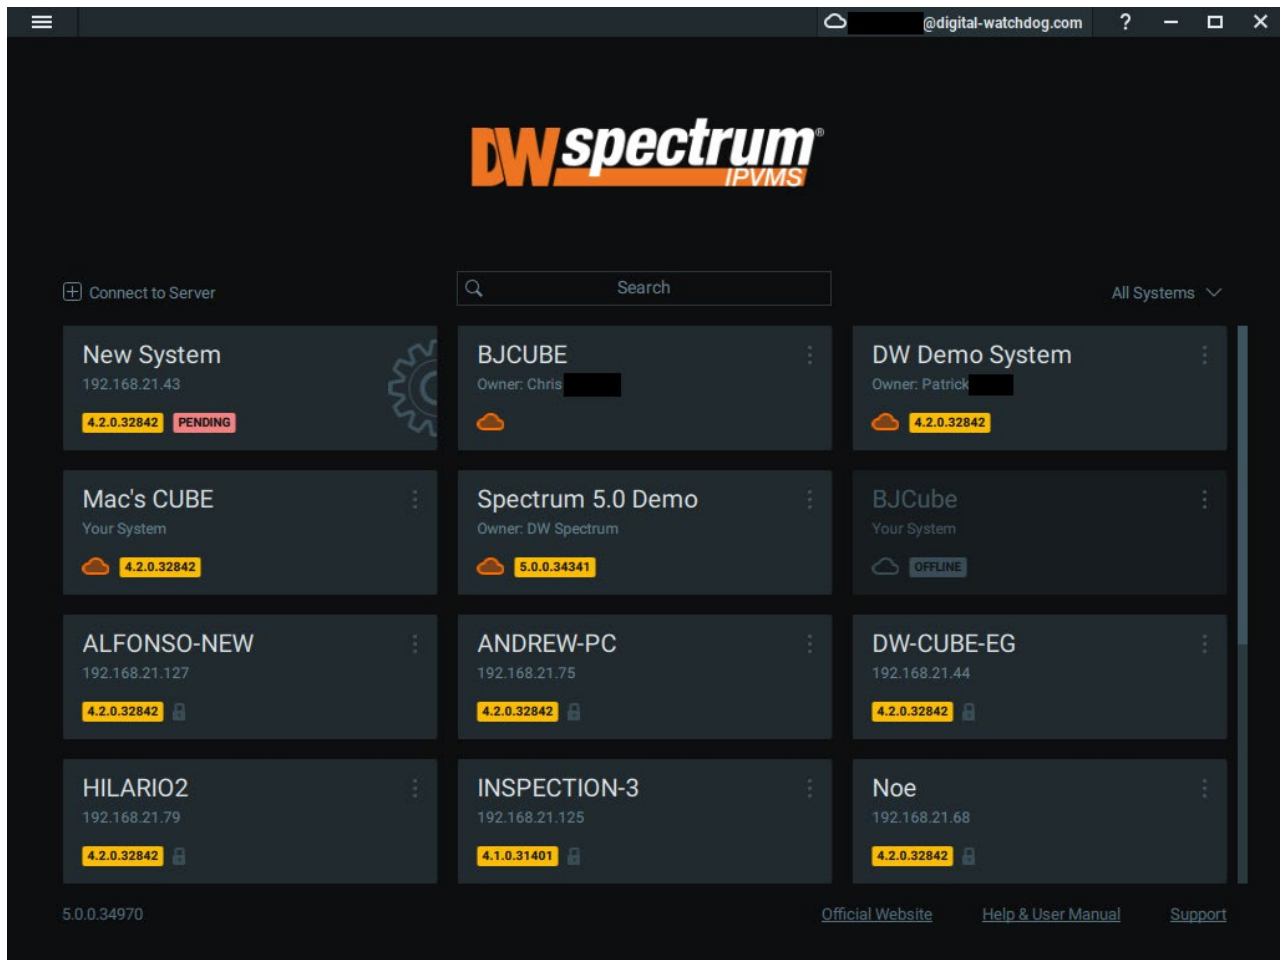 @digital-watchdog.com ?
DW spectrum®
IPVMS
Connect to Server
Search
All Systems
New System
192.168.21.43
4.2.0.32842 PENDING
BJCUBE
Owner: Chris
DW Demo System
Owner: Patrick
4.2.0.32842
Mac's CUBE
Your System
4.2.0.32842
Spectrum 5.0 Demo
Owner: DW Spectrum
5.0.0.34341
BJCube
Your System
OFFLINE
ALFONSO-NEW
192.168.21.127
4.2.0.32842
ANDREW-PC
192.168.21.75
4.2.0.32842
DW-CUBE-EG
192.168.21.44
4.2.0.32842
HILARIO2
192.168.21.79
4.2.0.32842
INSPECTION-3
192.168.21.125
4.1.0.31401
Noe
192.168.21.68
4.2.0.32842
5.0.0.34970
Official Website
Help & User Manual
Support